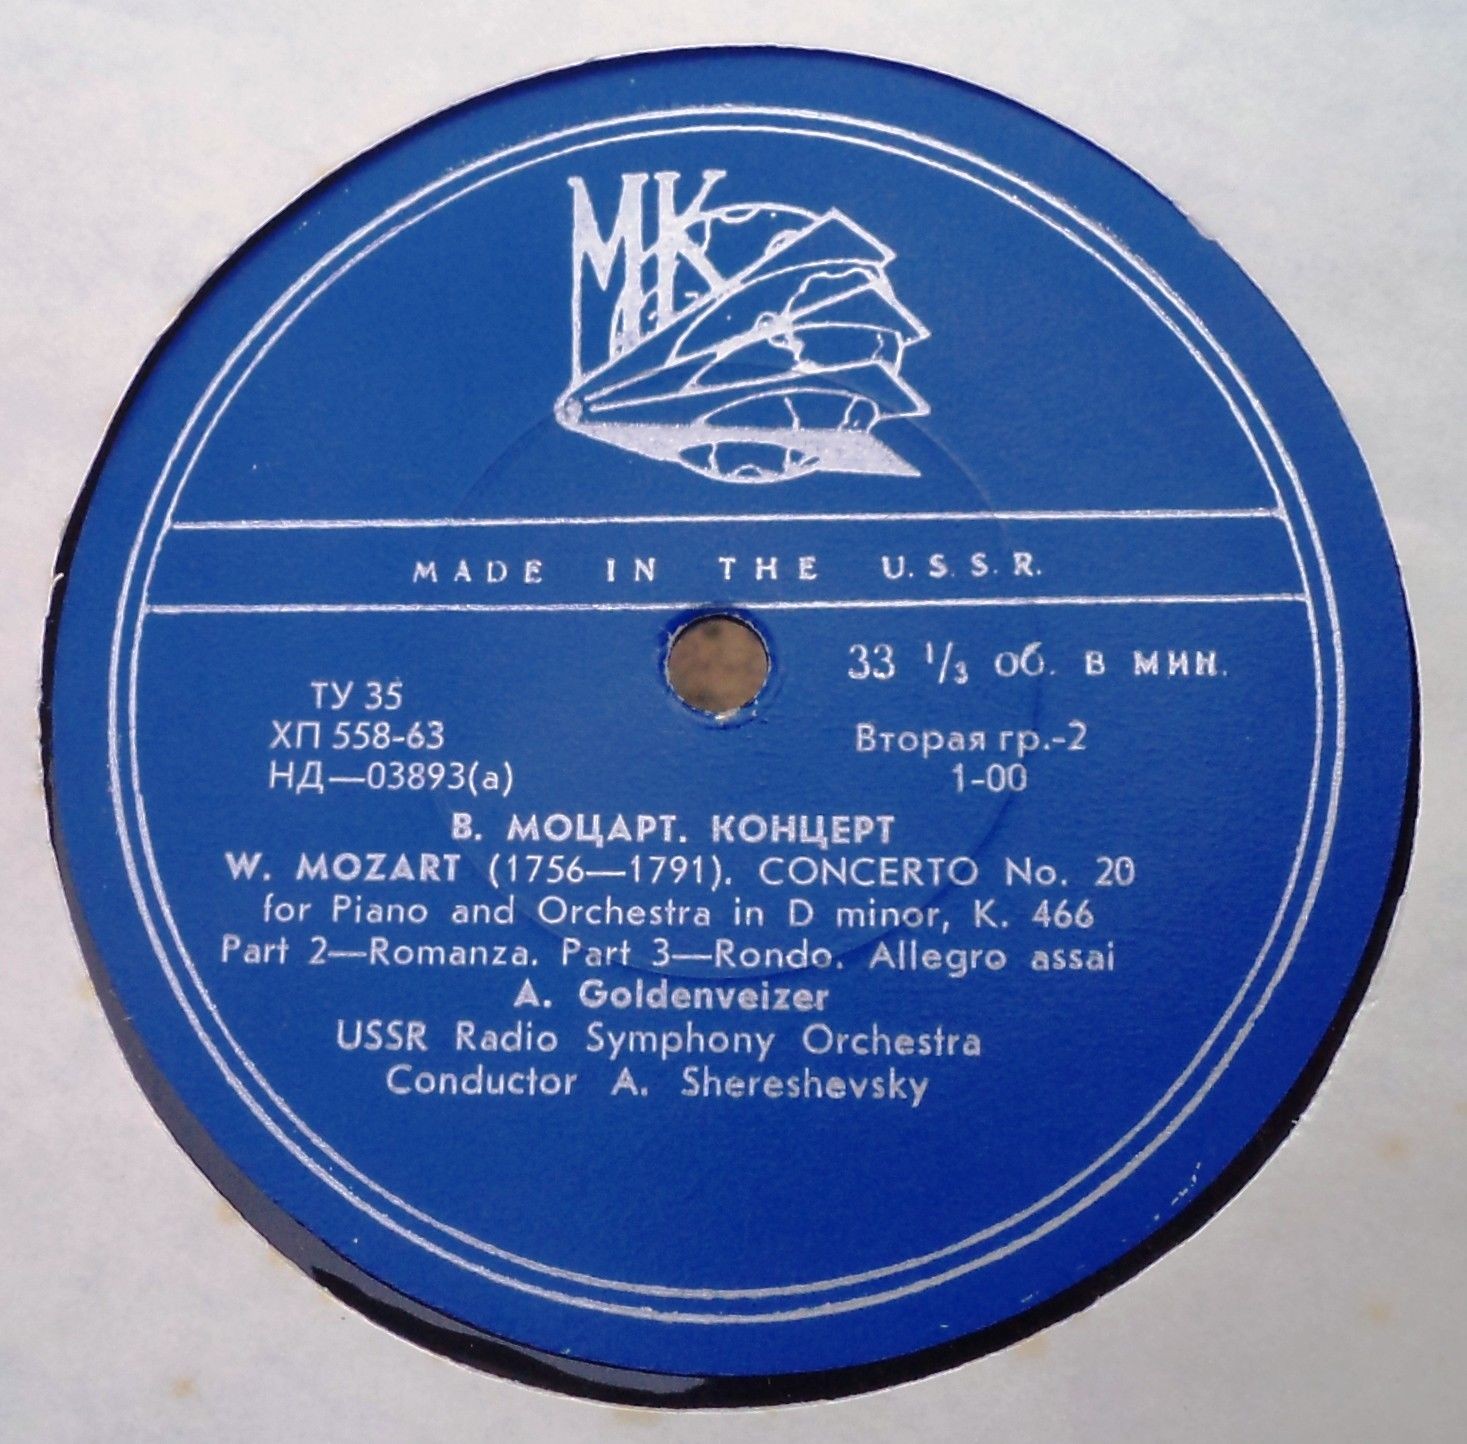 МК
MADE IN THE U.S.S.R.
33 1/3 об. в мин.
ТУ 35
ХП 558-63
Вторая гр.-2
НД—03893(а)
1-00
В. МОЦАРТ. КОНЦЕРТ
W. MOZART (1756—1791). CONCERTO No. 20
for Piano and Orchestra in D minor, K. 466
Part 2—Romanza. Part 3—Rondo. Allegro assai
A. Goldenveizer
USSR Radio Symphony Orchestra
Conductor A. Shereshevsky